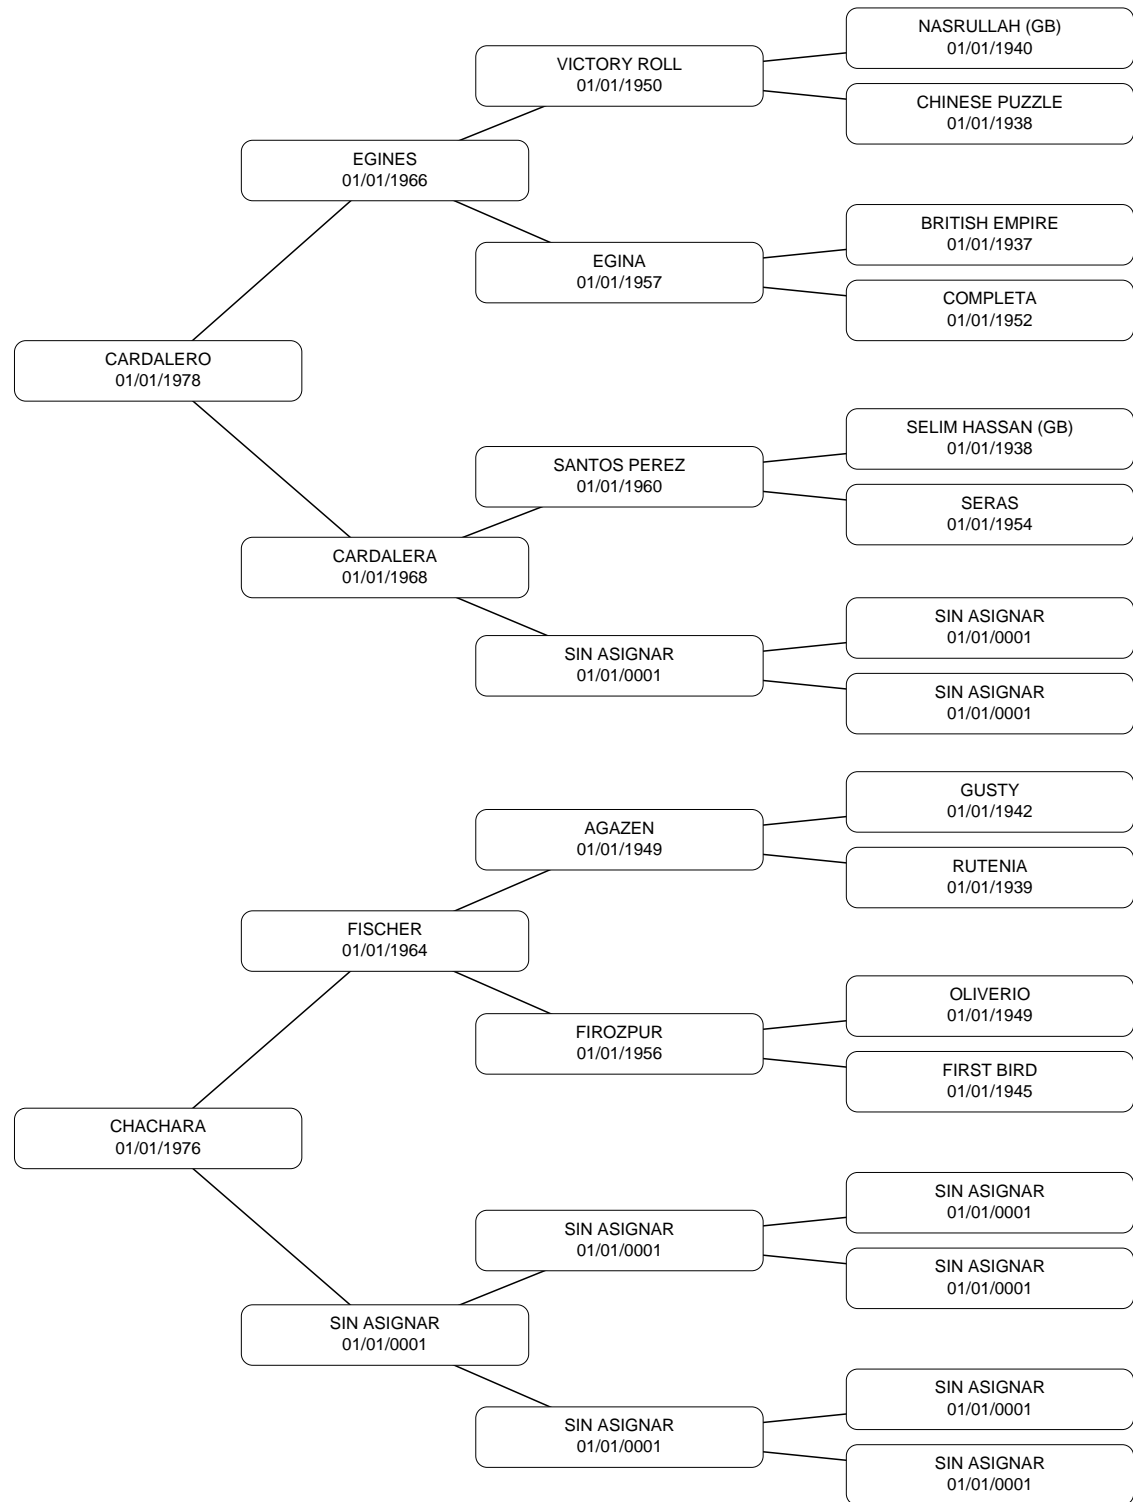 NASRULLAH (GB)
01/01/1940
VICTORY ROLL
01/01/1950
CHINESE PUZZLE
01/01/1938
EGINES
01/01/1966
BRITISH EMPIRE
01/01/1937
EGINA
01/01/1957
COMPLETA
01/01/1952
CARDALERO
01/01/1978
SELIM HASSAN (GB)
01/01/1938
SANTOS PEREZ
01/01/1960
SERAS
01/01/1954
CARDALERA
01/01/1968
SIN ASIGNAR
01/01/0001
SIN ASIGNAR
01/01/0001
SIN ASIGNAR
01/01/0001
GUSTY
01/01/1942
AGAZEN
01/01/1949
RUTENIA
01/01/1939
FISCHER
01/01/1964
OLIVERIO
01/01/1949
FIROZPUR
01/01/1956
FIRST BIRD
01/01/1945
CHACHARA
01/01/1976
SIN ASIGNAR
01/01/0001
SIN ASIGNAR
01/01/0001
SIN ASIGNAR
01/01/0001
SIN ASIGNAR
01/01/0001
SIN ASIGNAR
01/01/0001
SIN ASIGNAR
01/01/0001
SIN ASIGNAR
01/01/0001